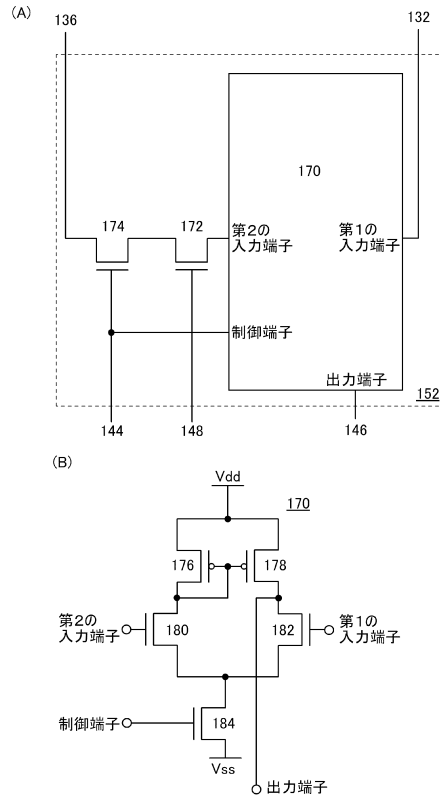 (A)
136
132
170
174
172
第2の
入力端子
第1の
入力端子
制御端子
出力端子
152
144
148
146
(B)
Vdd
170
176
178
第2の
入力端子
180
182
第1の
入力端子
制御端子
184
Vss
出力端子